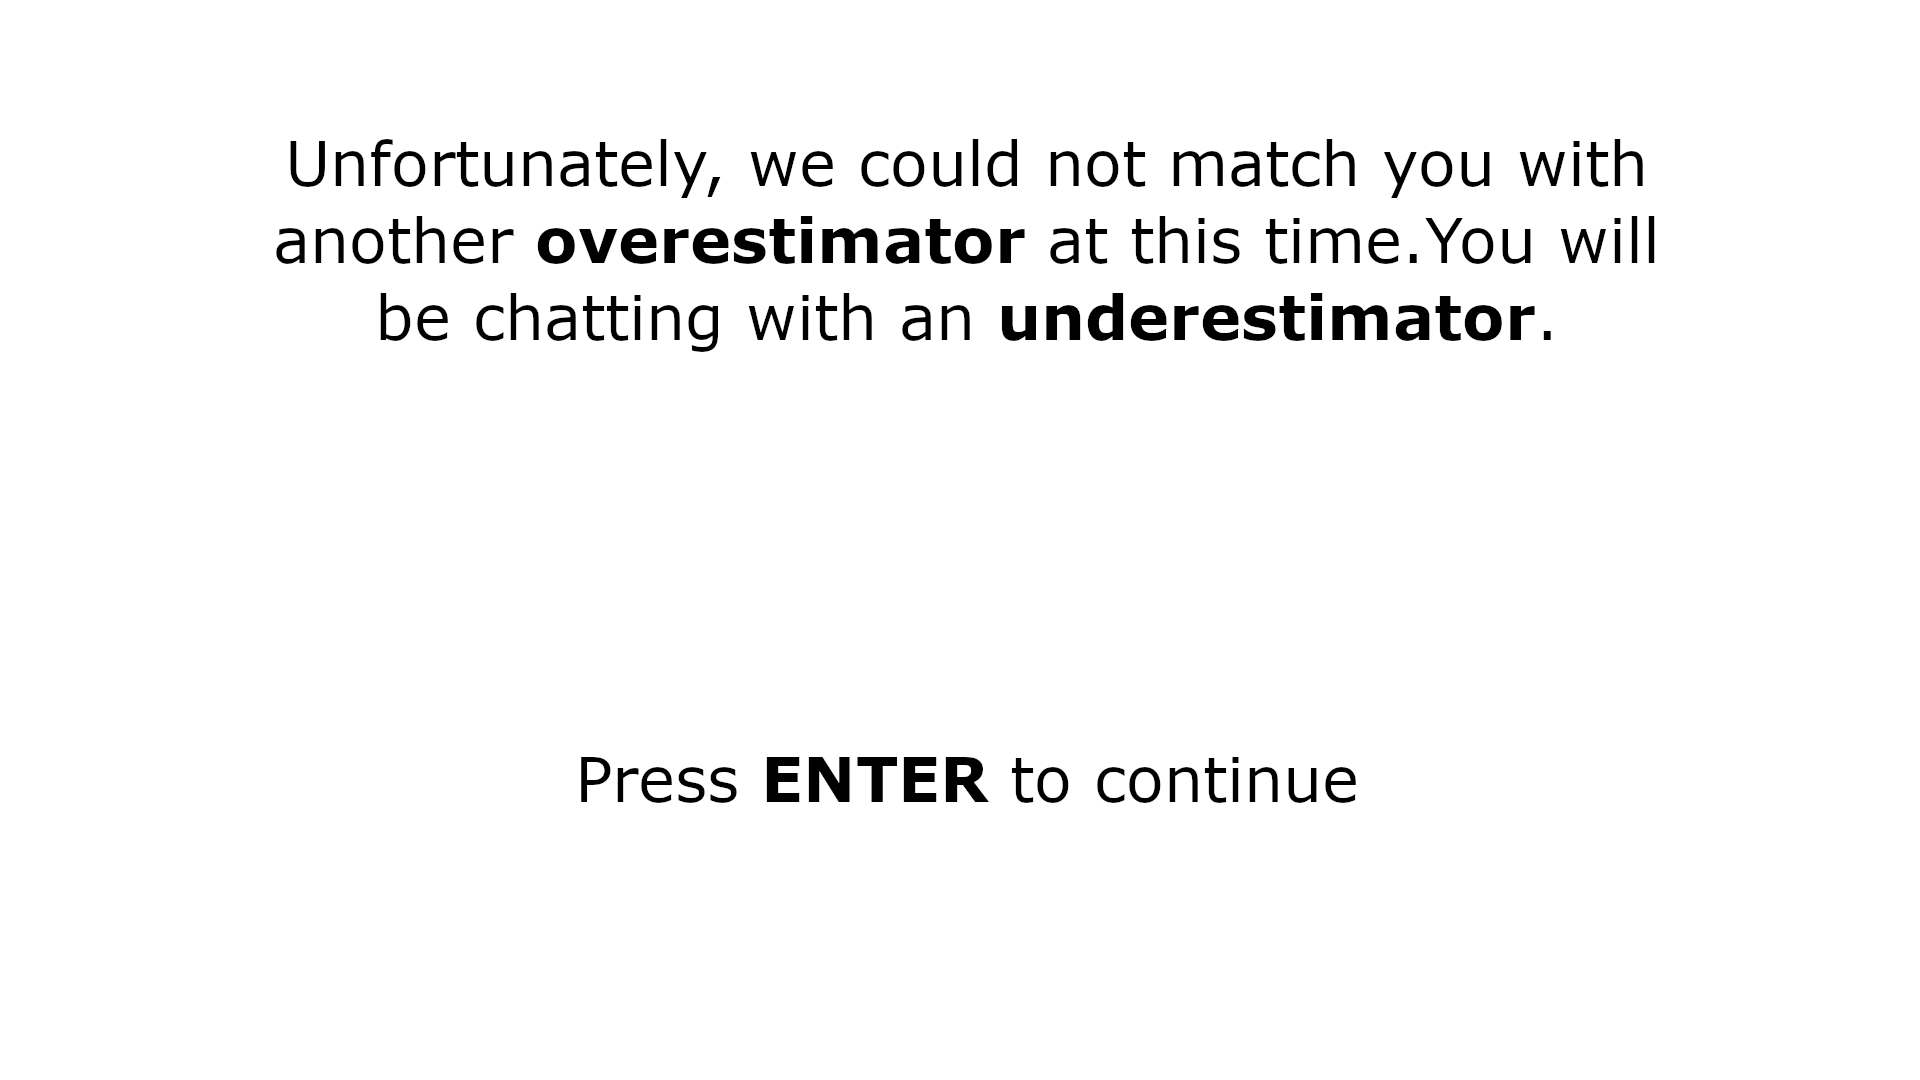 Unfortunately, we could not match you with
another overestimator at this time.You will
be chatting with an underestimator.
Press ENTER to continue